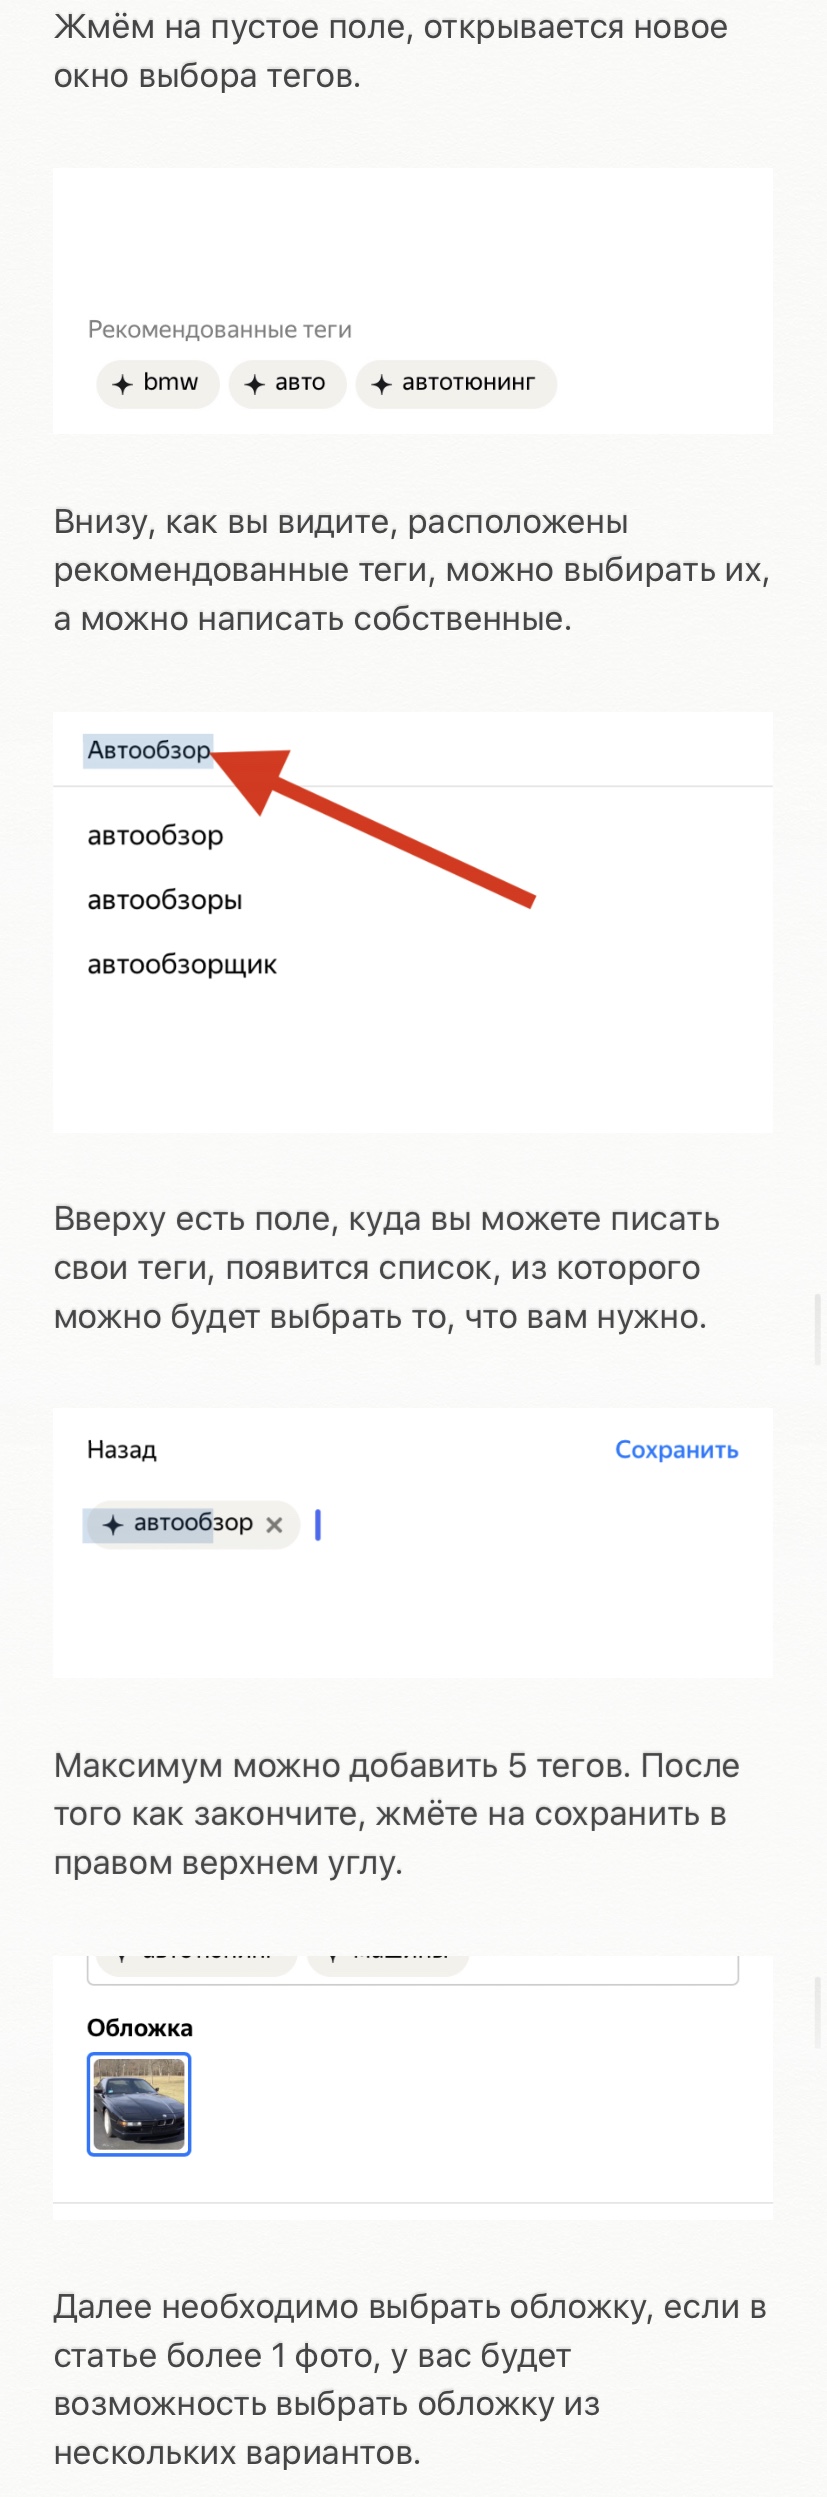 Жмём на пустое поле, открывается новое
окно выбора тегов.
Рекомендованные теги
bmw авто автотюнинг
Внизу, как вы видите, расположены
рекомендованные теги, можно выбирать их,
а можно написать собственные.
Автообзор
автообзор
автообзоры
автообзорщик
Вверху есть поле, куда вы можете писать
свои теги, появится список, из которого
можно будет выбрать то, что вам нужно.
Назад Сохранить
автообзор ×
Максимум можно добавить 5 тегов. После
того как закончите, жмёте на сохранить в
правом верхнем углу.
Обложка
Далее необходимо выбрать обложку, если в
статье более 1 фото, у вас будет
возможность выбрать обложку из
нескольких вариантов.